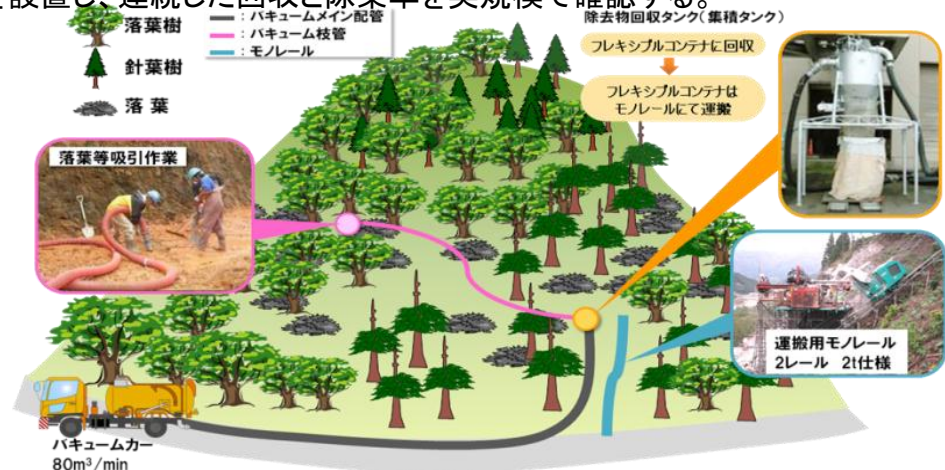 を設置し、連続した回収と除染率を実規模で確認する。
落葉樹
針葉樹
落 葉
：バキュームメイン配管
：バキューム枝管
：モノレール
除去物回収タンク（集積タンク）
フレキシブルコンテナに回収
フレキシブルコンテナは
モノレールにて運搬
落葉等吸引作業
運搬用モノレール
2レール 2t仕様
バキュームカー
80m³/min